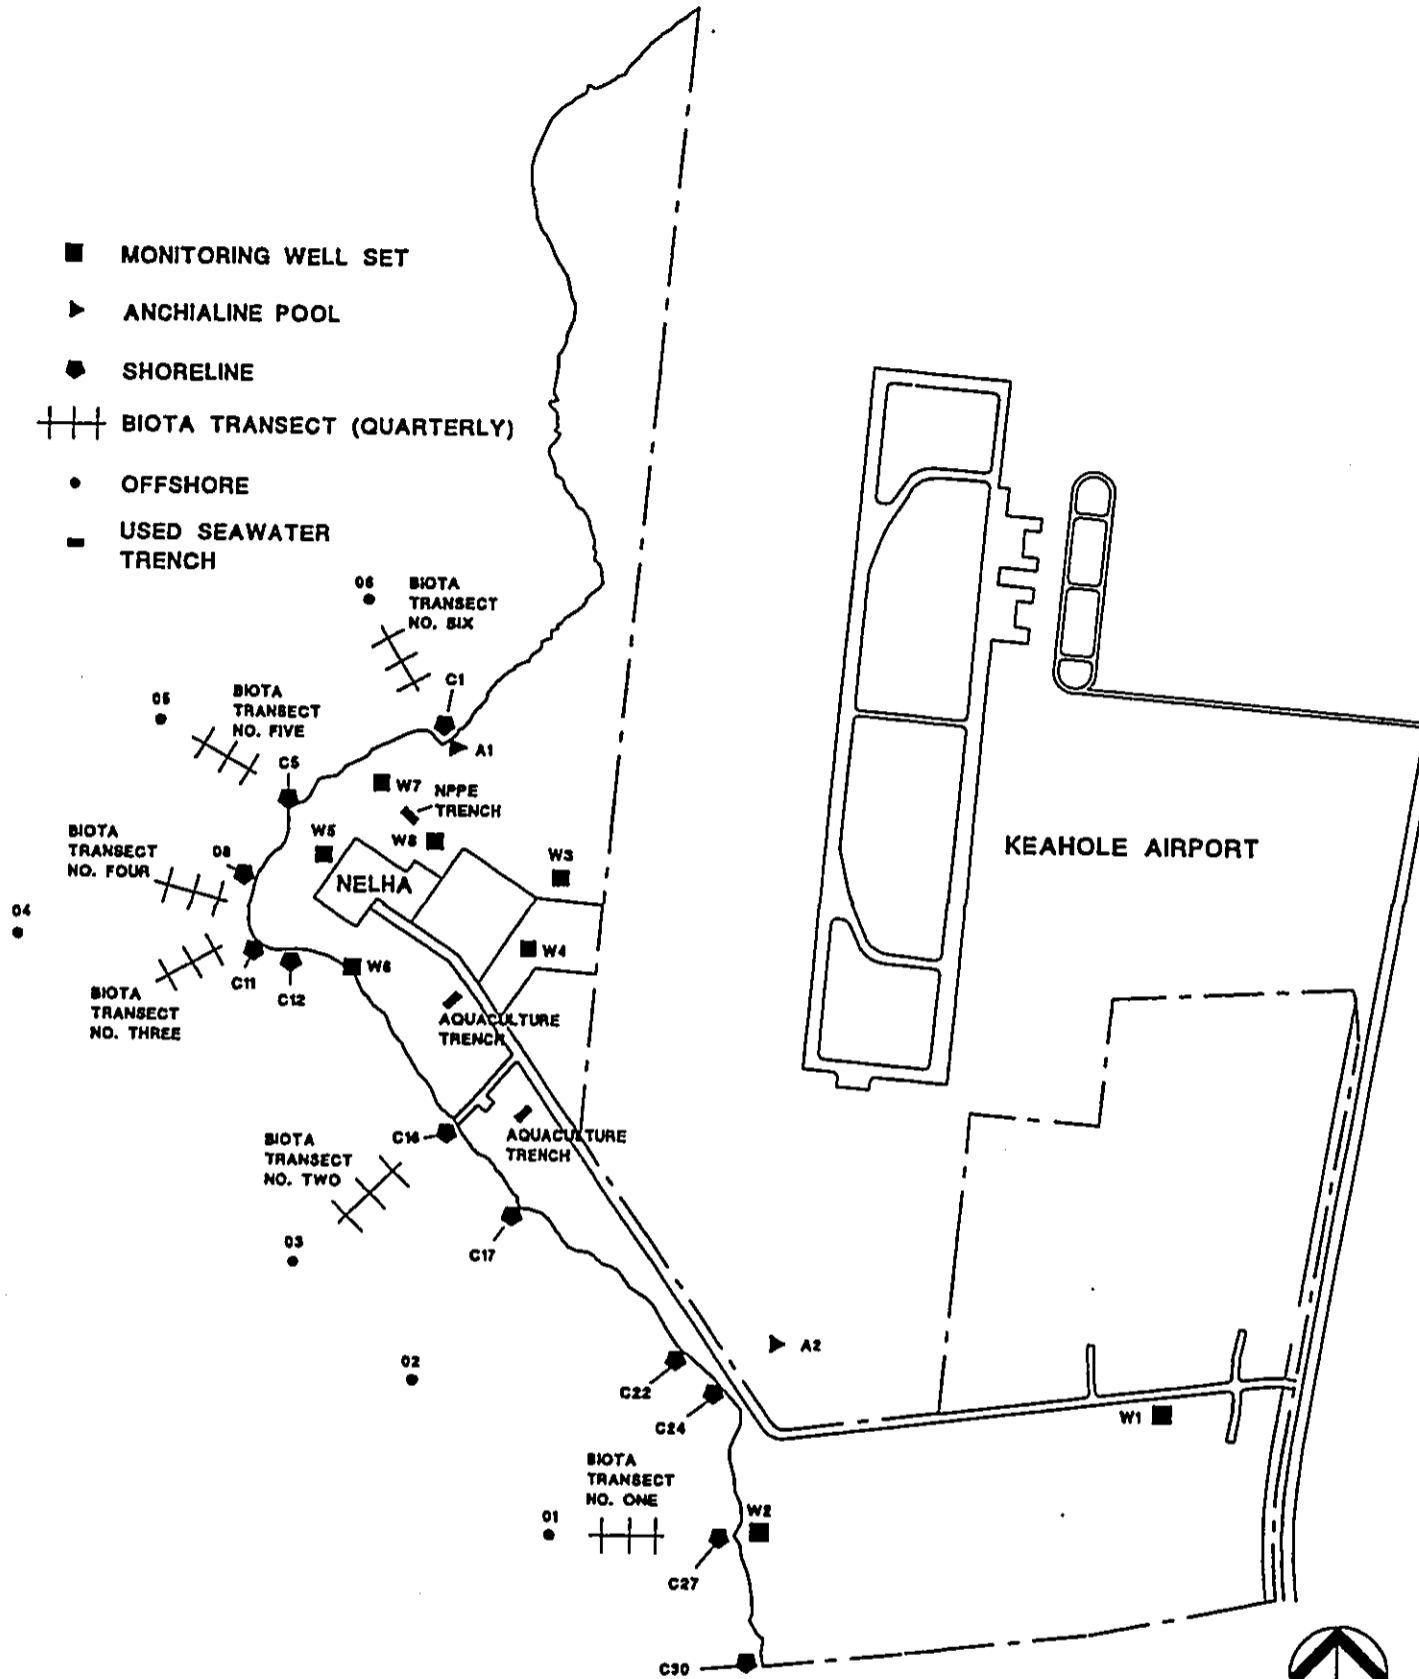 MONITORING WELL SET
ANCHIALINE POOL
SHORELINE
BIOTA TRANSECT (QUARTERLY)
OFFSHORE
USED SEAWATER
TRENCH
06
BIOTA
TRANSECT
NO. SIX
C1
A1
05
BIOTA
TRANSECT
NO. FIVE
C5
W7
NPPE
TRENCH
W5
W8
W3
BIOTA
TRANSECT
NO. FOUR
08
NELHA
KEAHOLE AIRPORT
04
W4
W6
C11
C12
BIOTA
TRANSECT
NO. THREE
AQUACULTURE
TRENCH
C16
AQUACULTURE
TRENCH
BIOTA
TRANSECT
NO. TWO
C17
03
02
A2
C22
C24
W1
BIOTA
TRANSECT
NO. ONE
01
W2
C27
C30